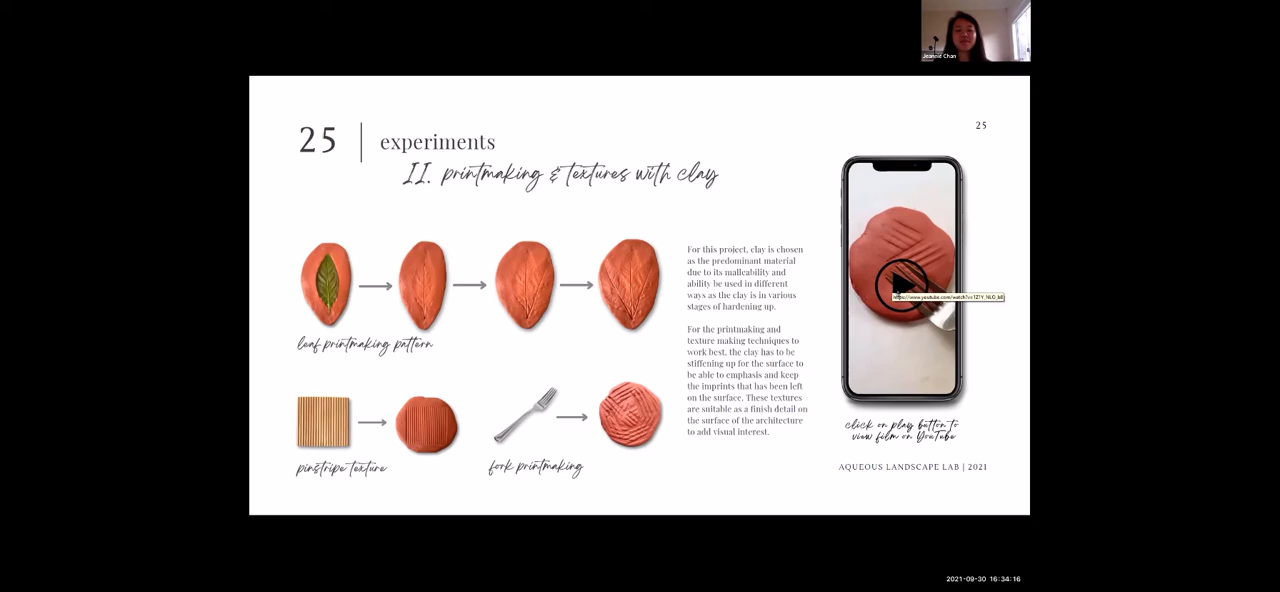 Jeannie Chan
25
experiments
25
II. printmaking & textures with clay
For this project, clay is chosen
as the predominant material
due to its malleability and
ability be used in different
ways as the clay is in various
stages of hardening up.
For the printmaking and
texture making techniques to
work best, the clay has to be
stiffening up for the surface to
be able to emphasis and keep
the imprints that has been left
on the surface. These textures
are suitable as a finish detail on
the surface of the architecture
to add visual interest.
leaf printmaking pattern
pinstripe texture
fork printmaking
click on play button to
view film on YouTube
AQUEOUS LANDSCAPE LAB | 2021
2021-09-30 16:34:16